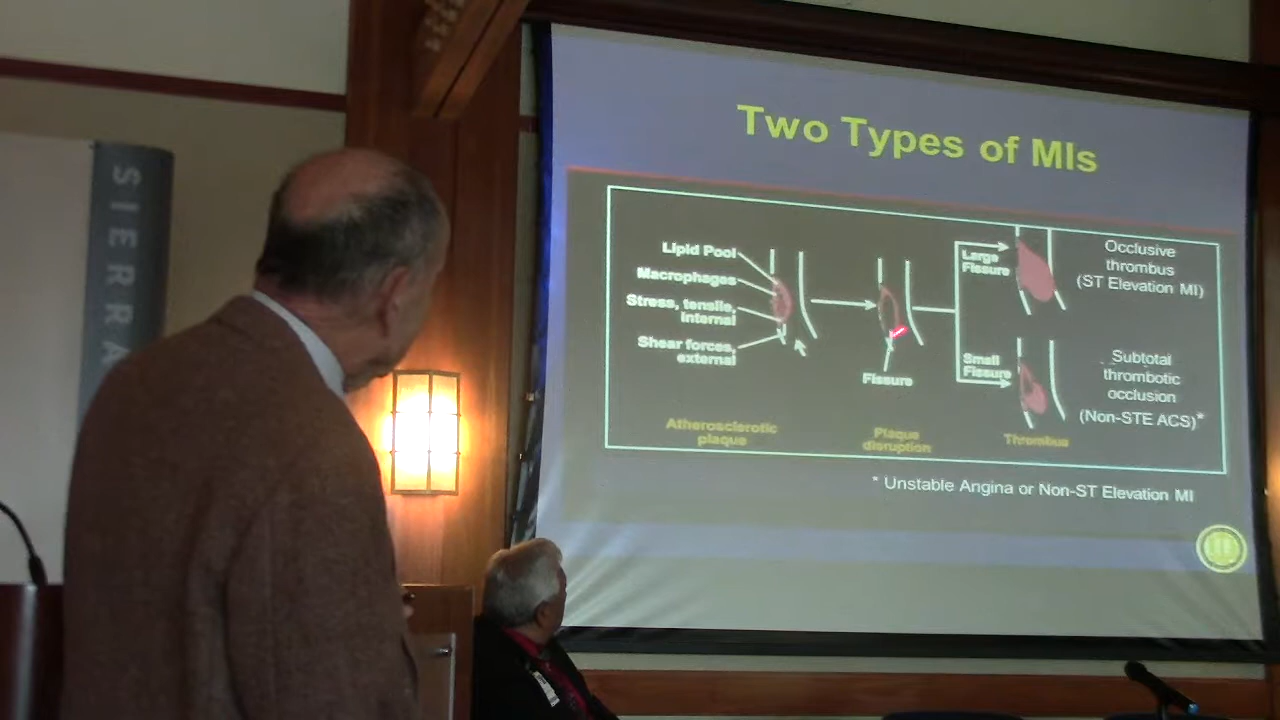 SIERRA
Two Types of MIs
Lipid Pool
Macrophages
Stress, tensile,
internal
Shear forces,
external
Atherosclerotic
plaque
Fissure
Plaque
disruption
Large
Fissure
Small
Fissure
Thrombus
Occlusive
thrombus
(ST Elevation MI)
Subtotal
thrombotic
occlusion
(Non-STE ACS)*
* Unstable Angina or Non-ST Elevation MI